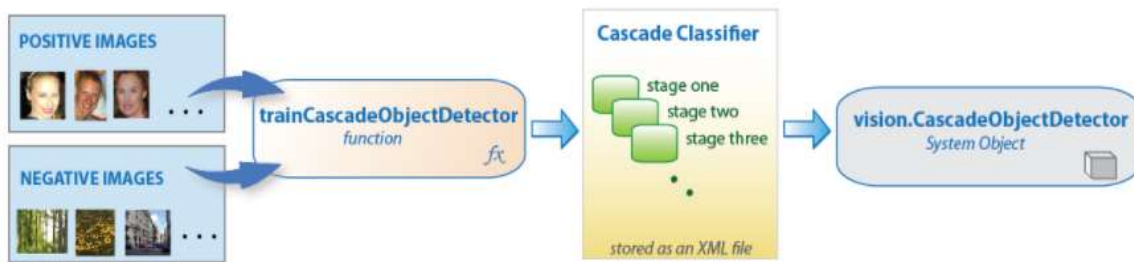 POSITIVE IMAGES
...
NEGATIVE IMAGES
...
trainCascadeObjectDetector
function
fx
Cascade Classifier
stage one
stage two
stage three
stored as an XML file
vision.CascadeObjectDetector
System Object